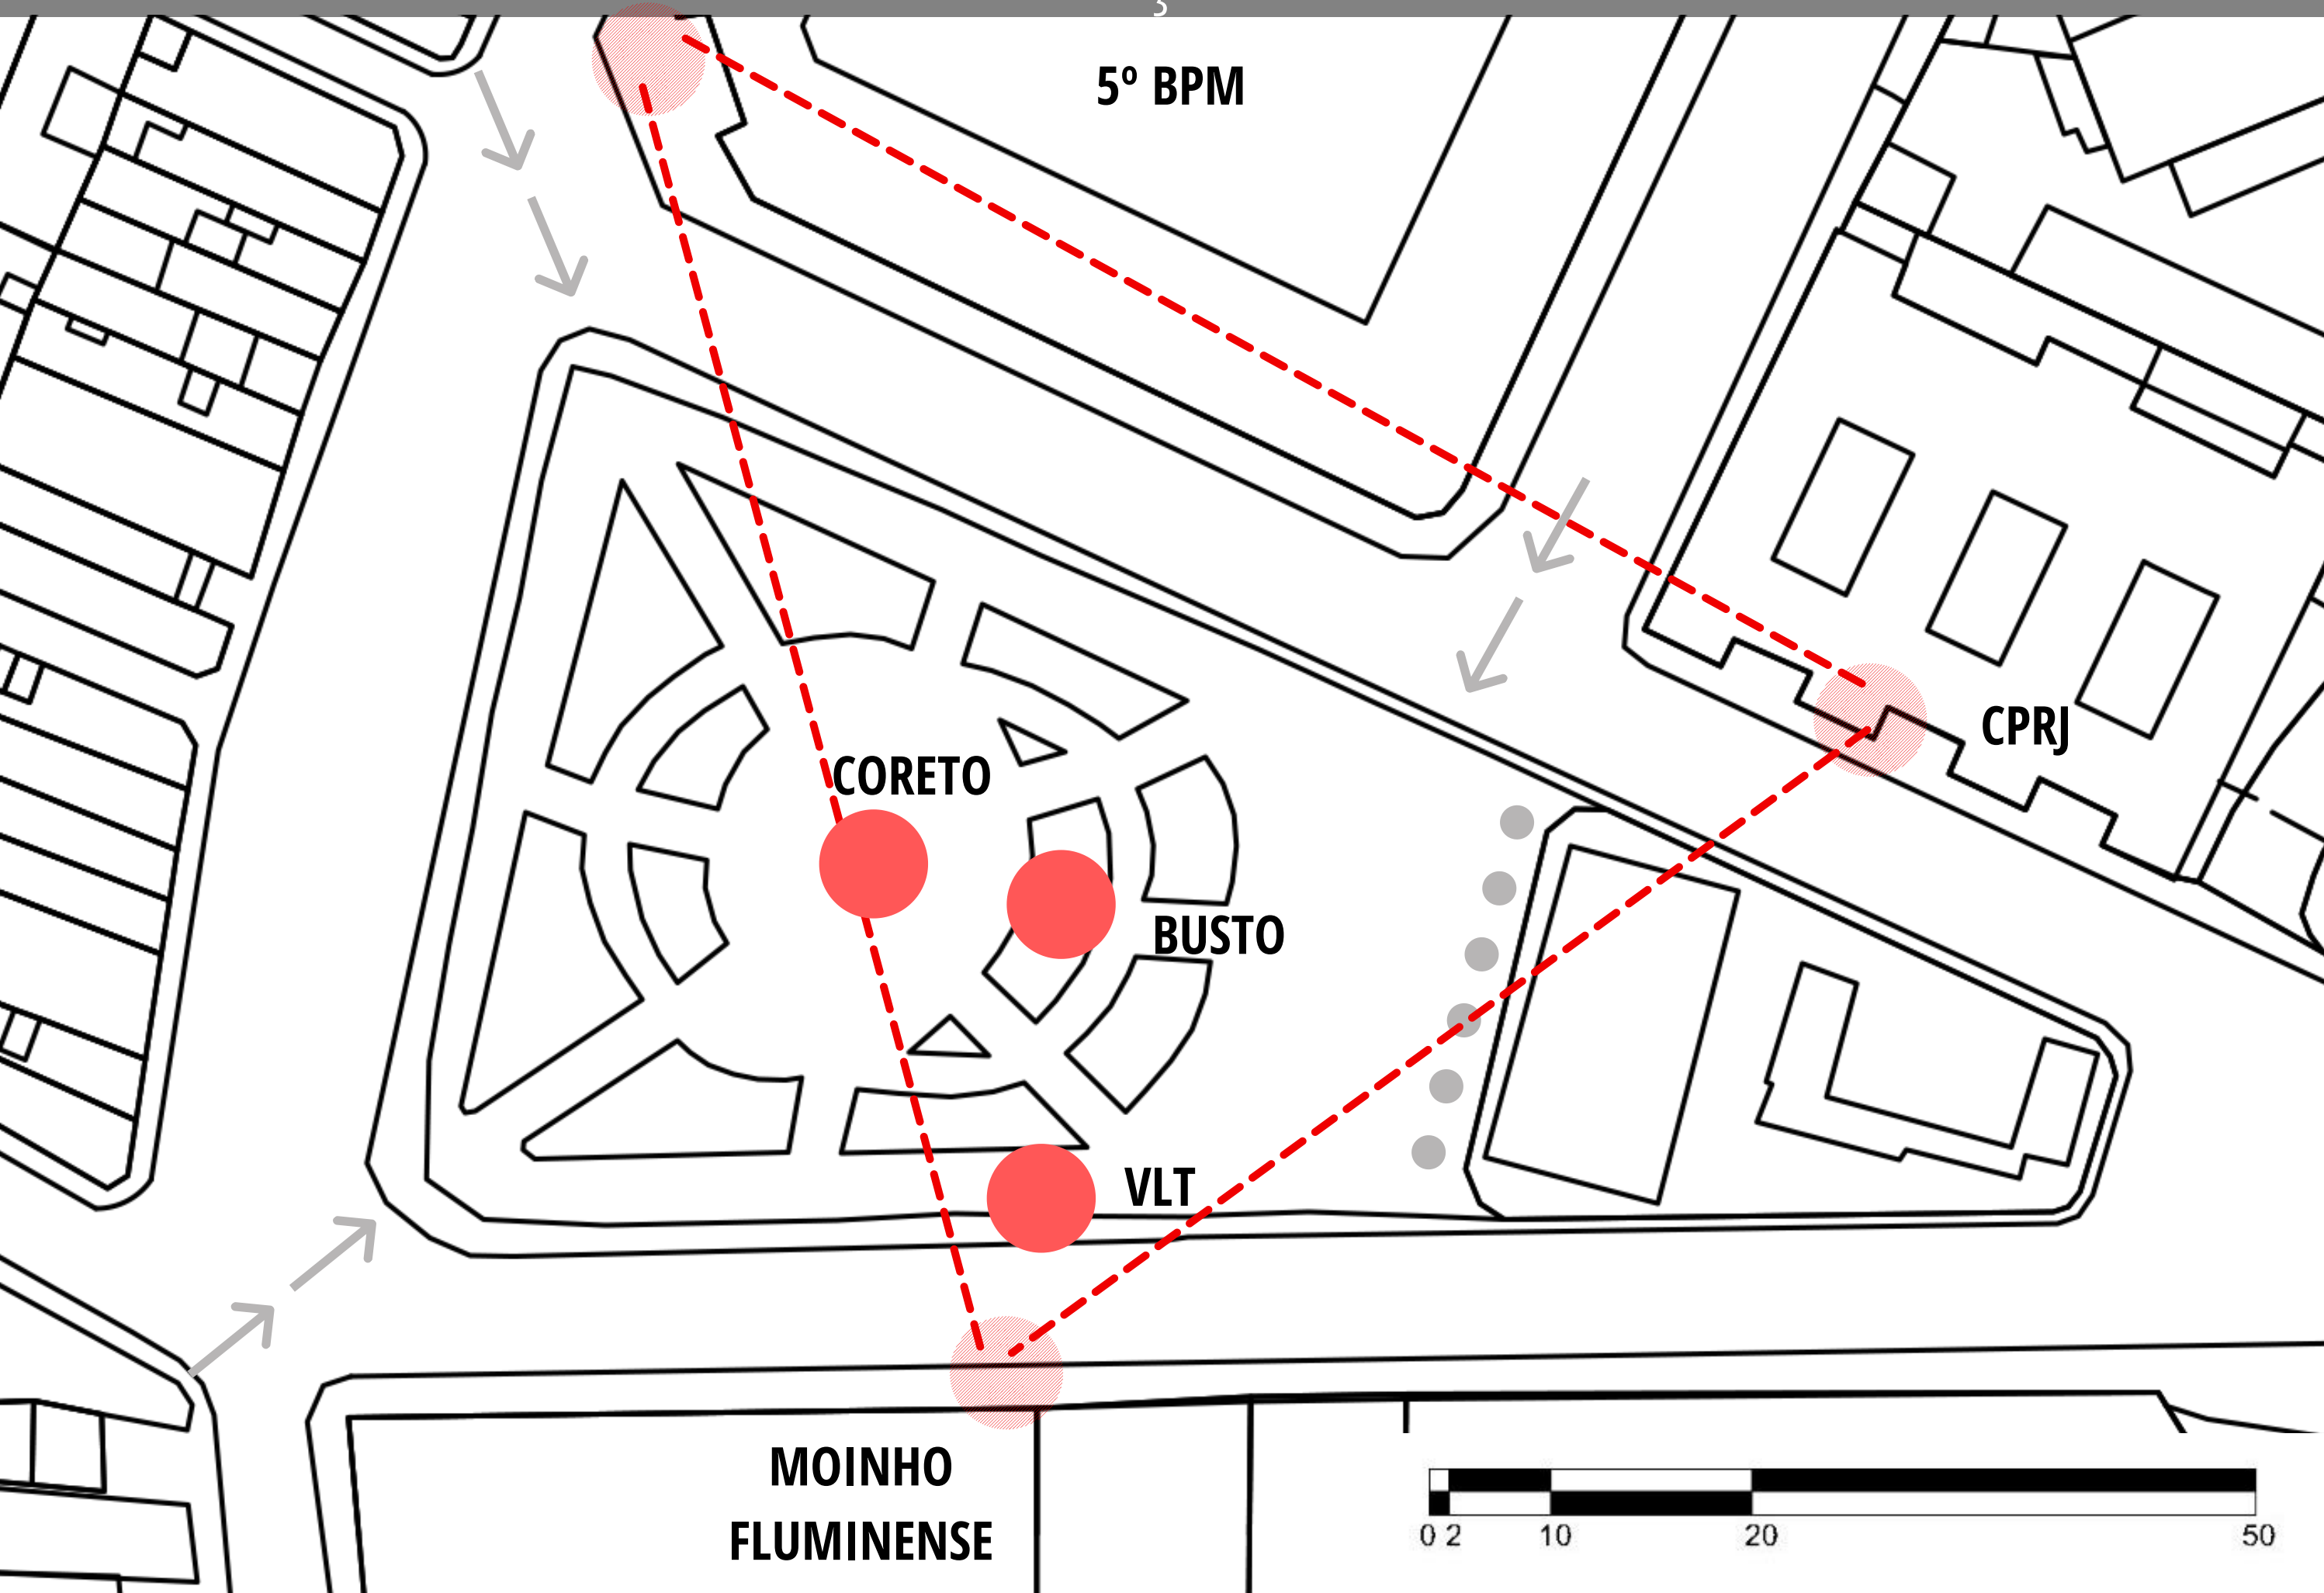 5º BPM
CPRJ
CORETO
BUSTO
VLT
MOINHO
FLUMINENSE
0 2 10 20 50